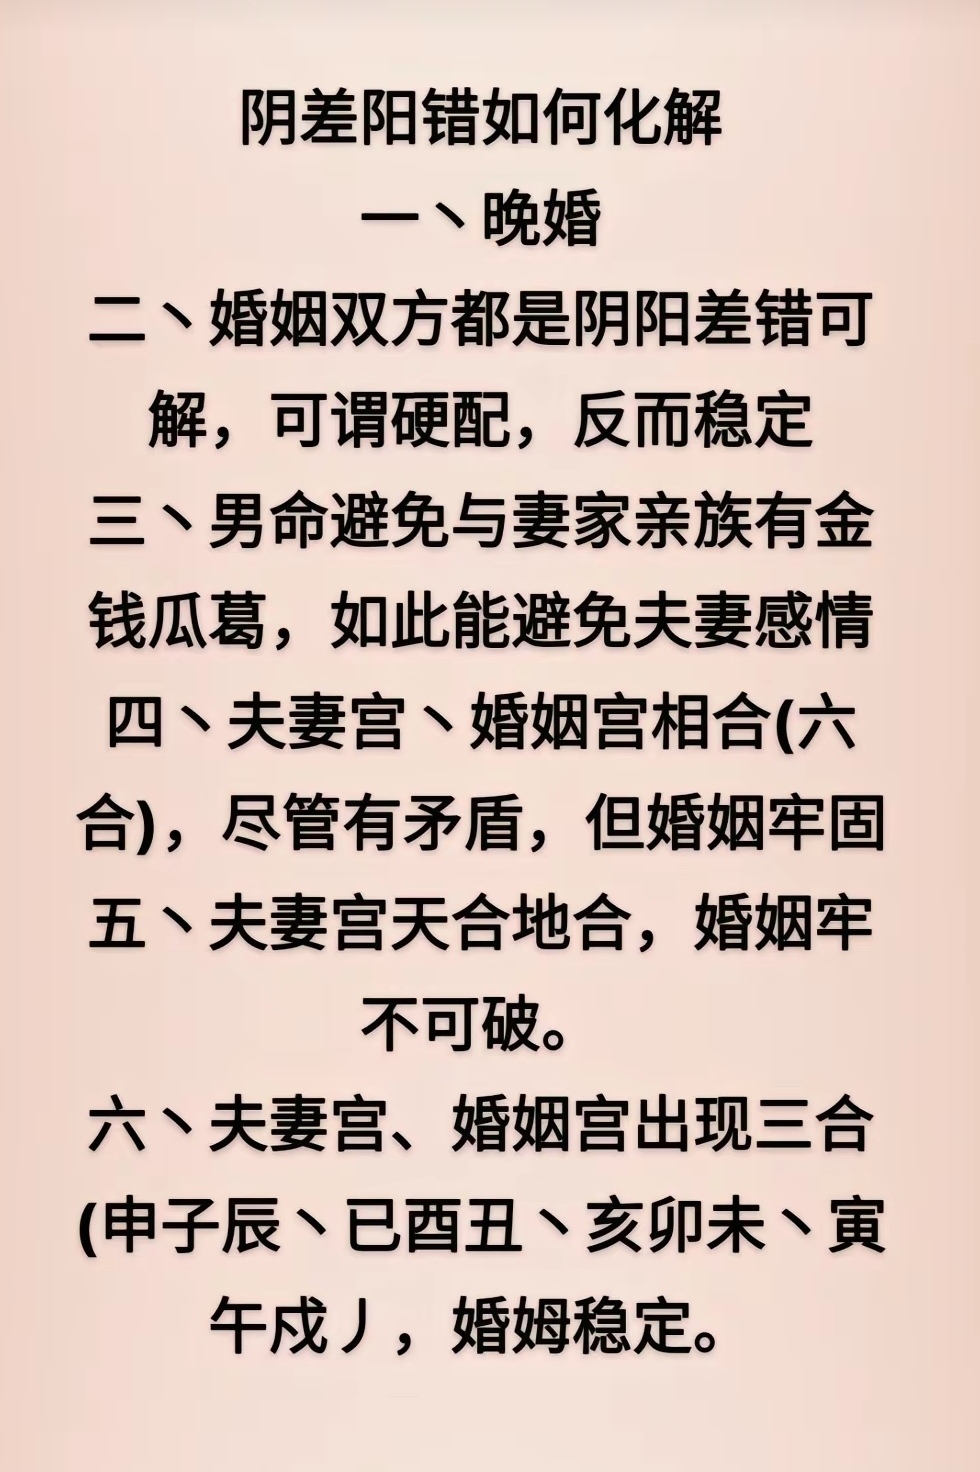 阴差阳错如何化解
一丶晚婚
二丶婚姻双方都是阴阳差错可
解，可谓硬配，反而稳定
三丶男命避免与妻家亲族有金
钱瓜葛，如此能避免夫妻感情
四丶夫妻宫丶婚姻宫相合(六
合)，尽管有矛盾，但婚姻牢固
五丶夫妻宫天合地合，婚姻牢
不可破。
六丶夫妻宫、婚姻宫出现三合
(申子辰丶已酉丑丶亥卯未丶寅
午戍丿，婚姆稳定。